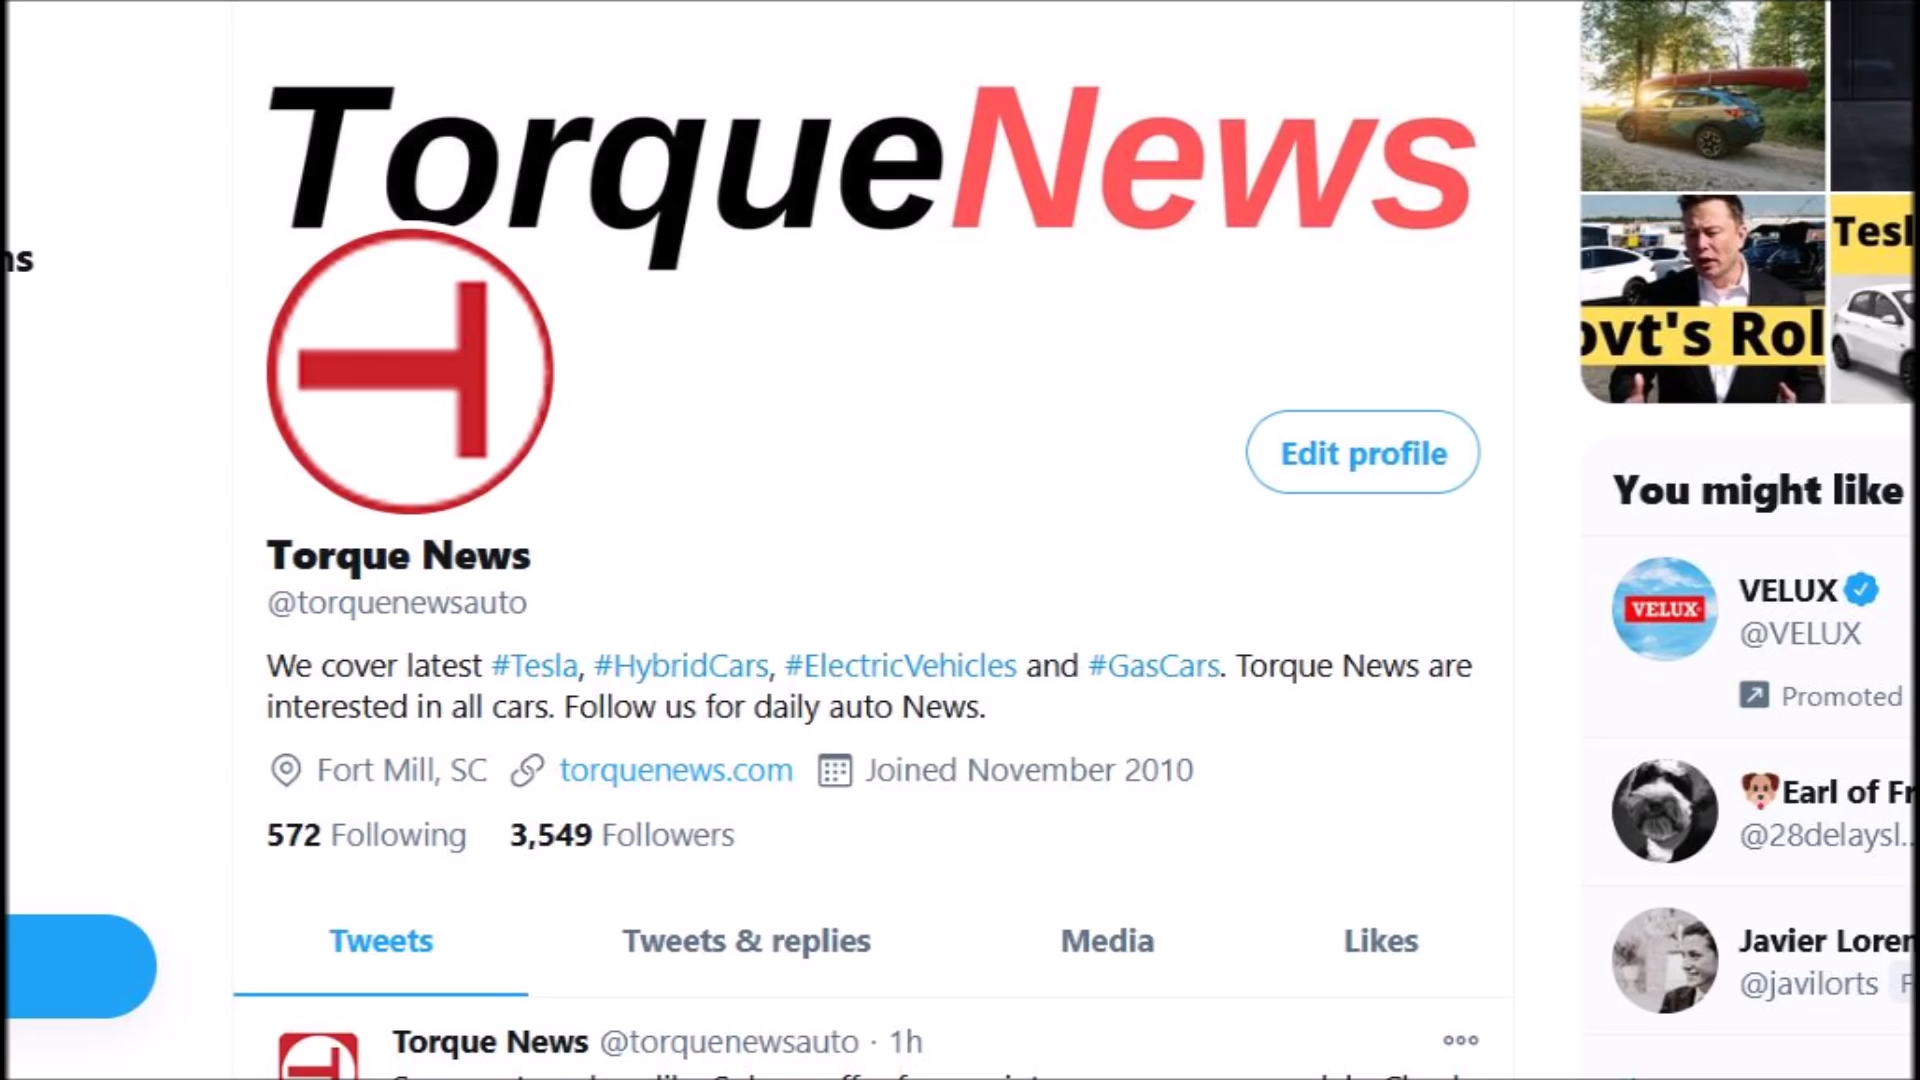 TorqueNews
Edit profile
Torque News
@torquenewsauto
We cover latest #Tesla, #HybridCars, #ElectricVehicles and #GasCars. Torque News are
interested in all cars. Follow us for daily auto News.
Fort Mill, SC torquenews.com Joined November 2010
572 Following 3,549 Followers
Tweets Tweets & replies Media Likes
Torque News @torquenewsauto · 1h
ns
Tesl
ovt's Rol
You might like
VELUX
VELUX
@VELUX
Promoted
🐶Earl of Fr
@28delaysl...
Javier Loren
@javilorts F